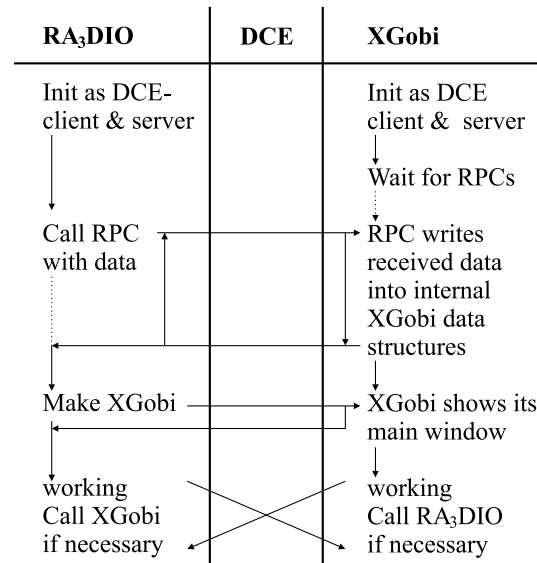 RA₃DIO DCE XGobi
Init as DCE-
client & server
Init as DCE
client & server
Wait for RPCs
Call RPC
with data
RPC writes
received data
into internal
XGobi data
structures
Make XGobi
XGobi shows its
main window
working
Call XGobi
if necessary
working
Call RA₃DIO
if necessary